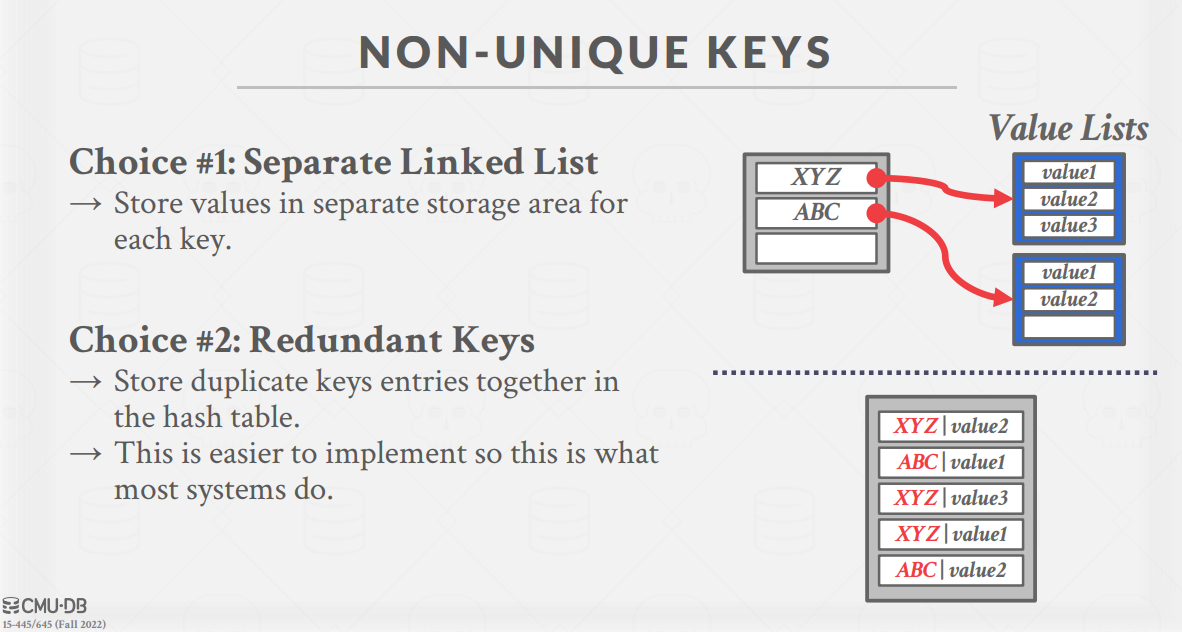 NON-UNIQUE KEYS
Choice #1: Separate Linked List
→ Store values in separate storage area for
each key.
Choice #2: Redundant Keys
→ Store duplicate keys entries together in
the hash table.
→ This is easier to implement so this is what
most systems do.
Value Lists
XYZ
ABC
value1
value2
value3
value1
value2
XYZ|value2
ABC|value1
XYZ|value3
XYZ|value1
ABC|value2
CMU·DB
15-445/645 (Fall 2022)